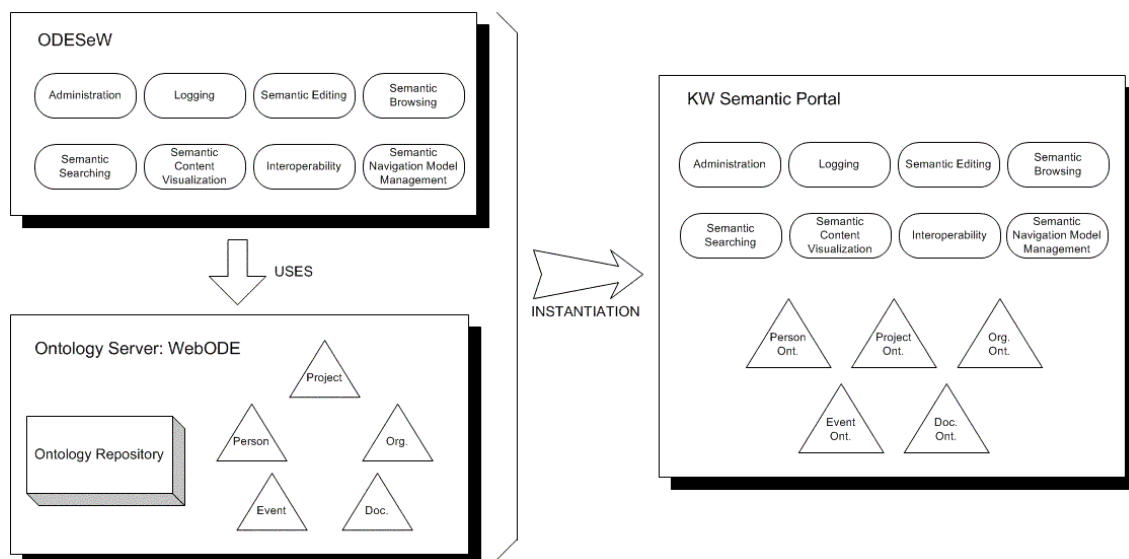 ODESeW
Administration
Logging
Semantic Editing
Semantic
Browsing
Semantic
Searching
Semantic
Content
Visualization
Interoperability
Semantic
Navigation Model
Management
USES
Ontology Server: WebODE
Project
Person
Org.
Ontology Repository
Event
Doc.
INSTANTIATION
KW Semantic Portal
Administration
Logging
Semantic Editing
Semantic
Browsing
Semantic
Searching
Semantic
Content
Visualization
Interoperability
Semantic
Navigation Model
Management
Person
Ont.
Project
Ont.
Org.
Ont.
Event
Ont.
Doc.
Ont.